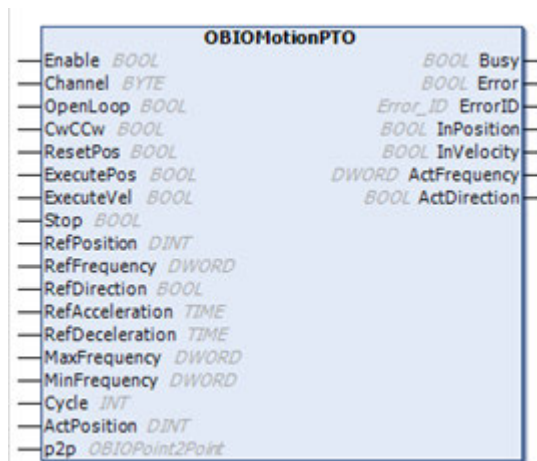 OBIOMotionPTO
Enable BOOL BOOL Busy
Channel BYTE BOOL Error
OpenLoop BOOL Error_ID ErrorID
CwCCw BOOL BOOL InPosition
ResetPos BOOL BOOL InVelocity
ExecutePos BOOL DWORD ActFrequency
ExecuteVel BOOL BOOL ActDirection
Stop BOOL
RefPosition DINT
RefFrequency DWORD
RefDirection BOOL
RefAcceleration TIME
RefDeceleration TIME
MaxFrequency DWORD
MinFrequency DWORD
Cycle INT
ActPosition DINT
p2p OBIOPoint2Point